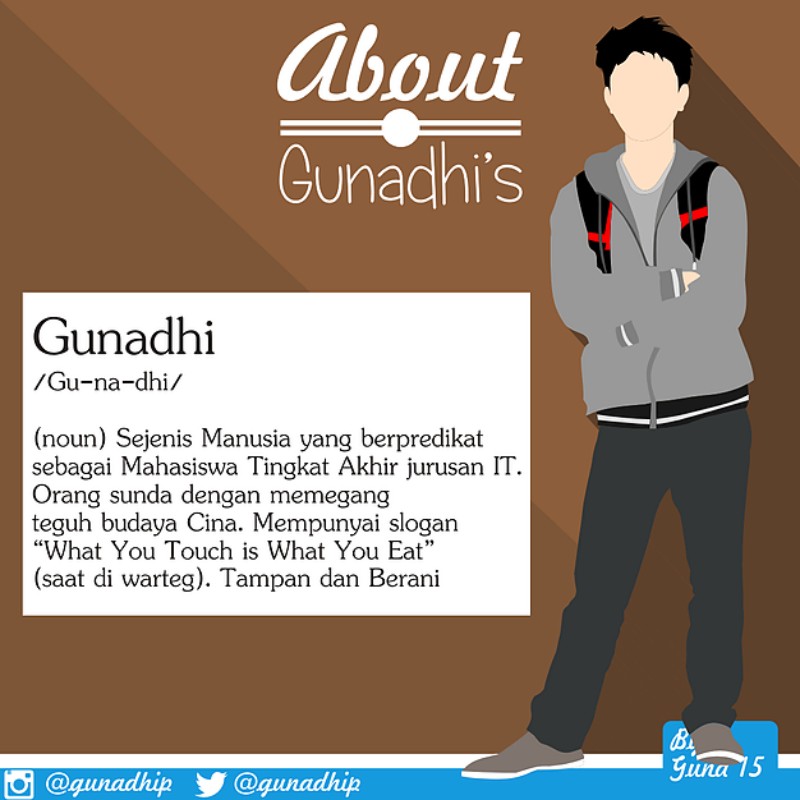 About
Gunadhi's
Gunadhi
/Gu-na-dhi/
(noun) Sejenis Manusia yang berpredikat
sebagai Mahasiswa Tingkat Akhir jurusan IT.
Orang sunda dengan memegang
teguh budaya Cina. Mempunyai slogan
“What You Touch is What You Eat”
(saat di warteg). Tampan dan Berani
Guna 15
@gunadhip @gunadhip